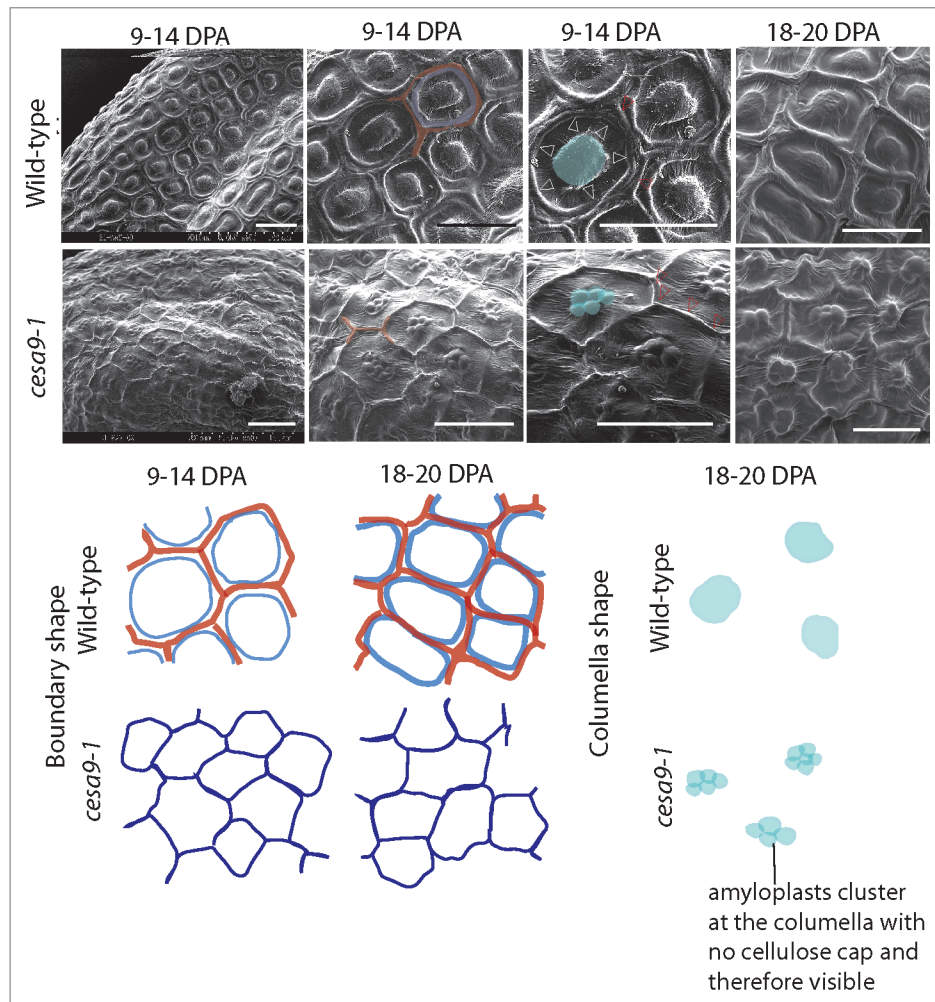 9-14 DPA
9-14 DPA
9-14 DPA
18-20 DPA
Wild-type
cesa9-1
9-14 DPA
18-20 DPA
18-20 DPA
Boundary shape
Wild-type
cesa9-1
Columella shape
Wild-type
cesa9-1
amyloplasts cluster
at the columella with
no cellulose cap and
therefore visible